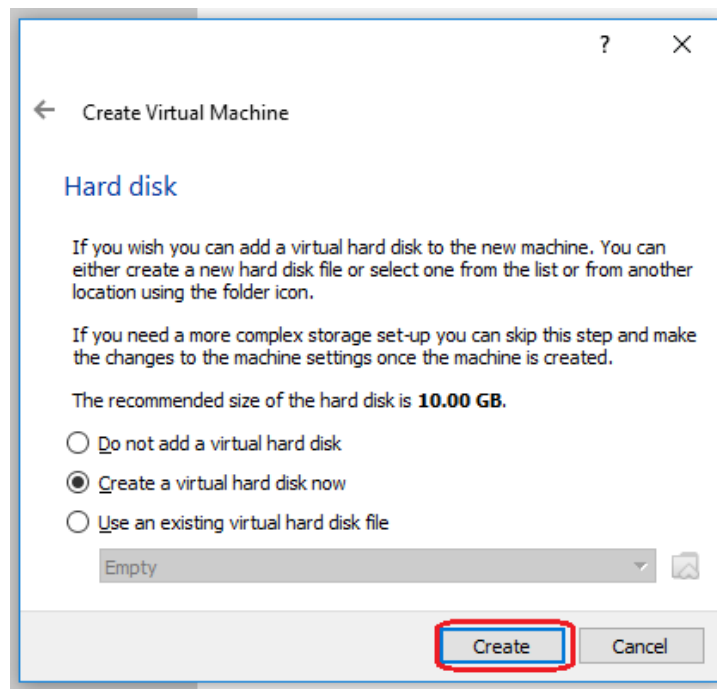 ?
Create Virtual Machine
Hard disk
If you wish you can add a virtual hard disk to the new machine. You can
either create a new hard disk file or select one from the list or from another
location using the folder icon.
If you need a more complex storage set-up you can skip this step and make
the changes to the machine settings once the machine is created.
The recommended size of the hard disk is 10.00 GB.
Do not add a virtual hard disk
Create a virtual hard disk now
Use an existing virtual hard disk file
Empty
Create Cancel